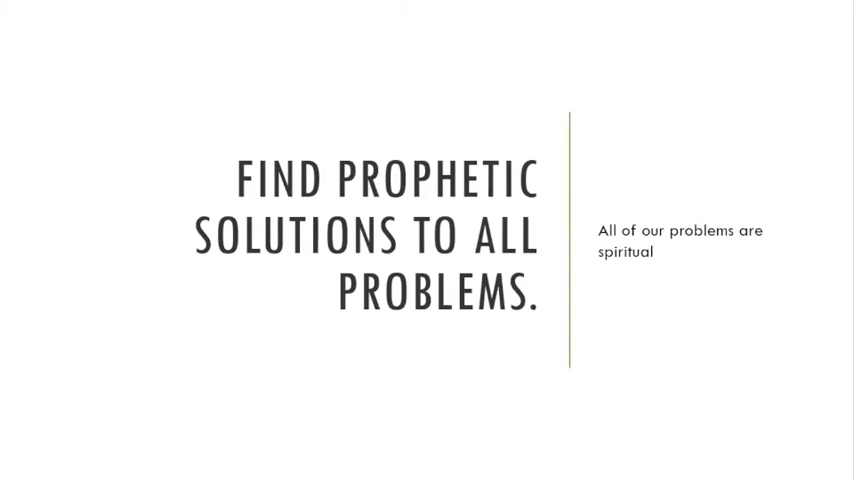 FIND PROPHETIC
SOLUTIONS TO ALL
PROBLEMS.
All of our problems are
spiritual